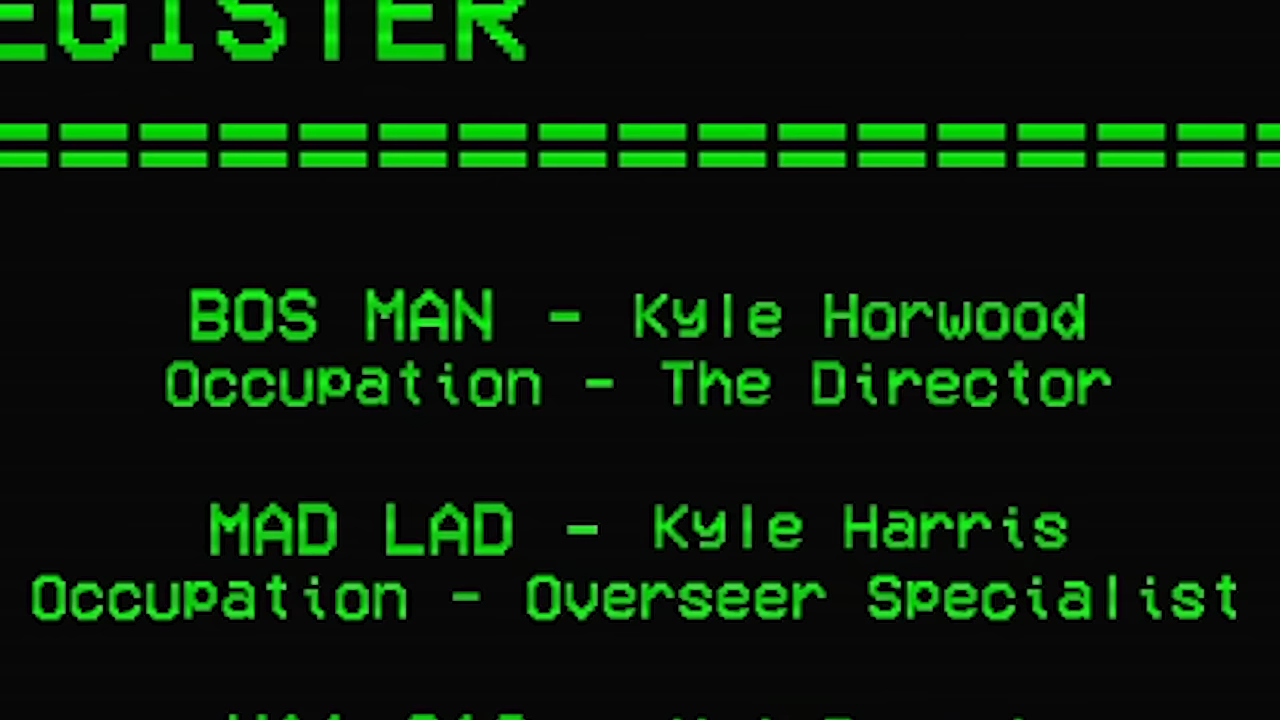 EGISTER
====================
BOS MAN - Kyle Horwood
Occupation - The Director
MAD LAD - Kyle Harris
Occupation - Overseer Specialist